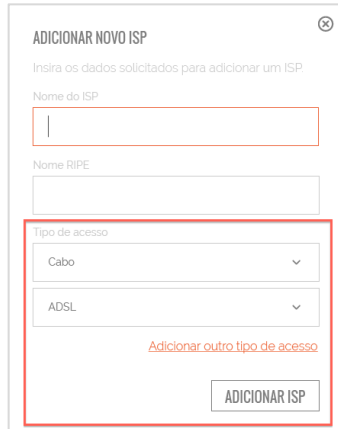 ADICIONAR NOVO ISP
Insira os dados solicitados para adicionar um ISP.
Nome do ISP
Nome RIPE
Tipo de acesso
Cabo
ADSL
Adicionar outro tipo de acesso
ADICIONAR ISP